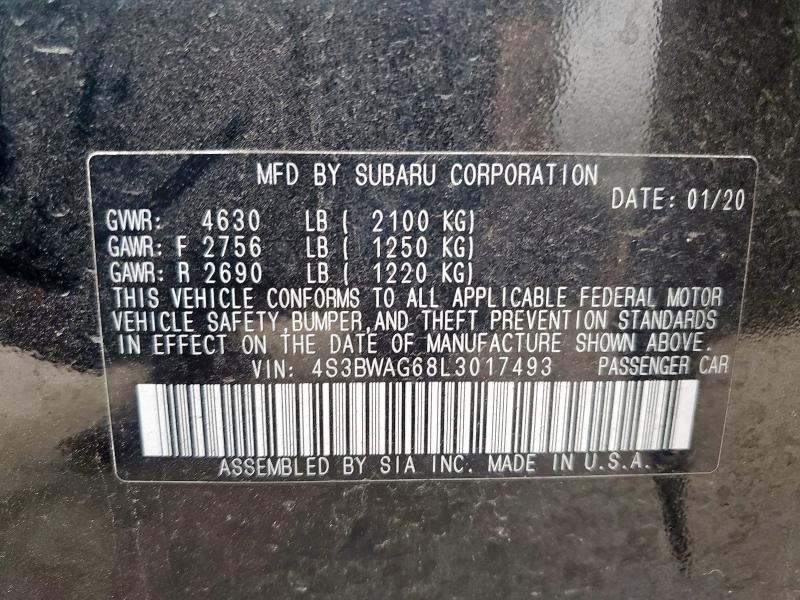 MFD BY SUBARU CORPORATION
DATE: 01/20
GVWR: 4630 LB ( 2100 KG)
GAWR: F 2756 LB ( 1250 KG)
GAWR: R 2690 LB ( 1220 KG)
THIS VEHICLE CONFORMS TO ALL APPLICABLE FEDERAL MOTOR
VEHICLE SAFETY,BUMPER,AND THEFT PREVENTION STANDARDS
IN EFFECT ON THE DATE OF MANUFACTURE SHOWN ABOVE.
VIN: 4S3BWAG68L3017493 PASSENGER CAR
ASSEMBLED BY SIA INC. MADE IN U.S.A.